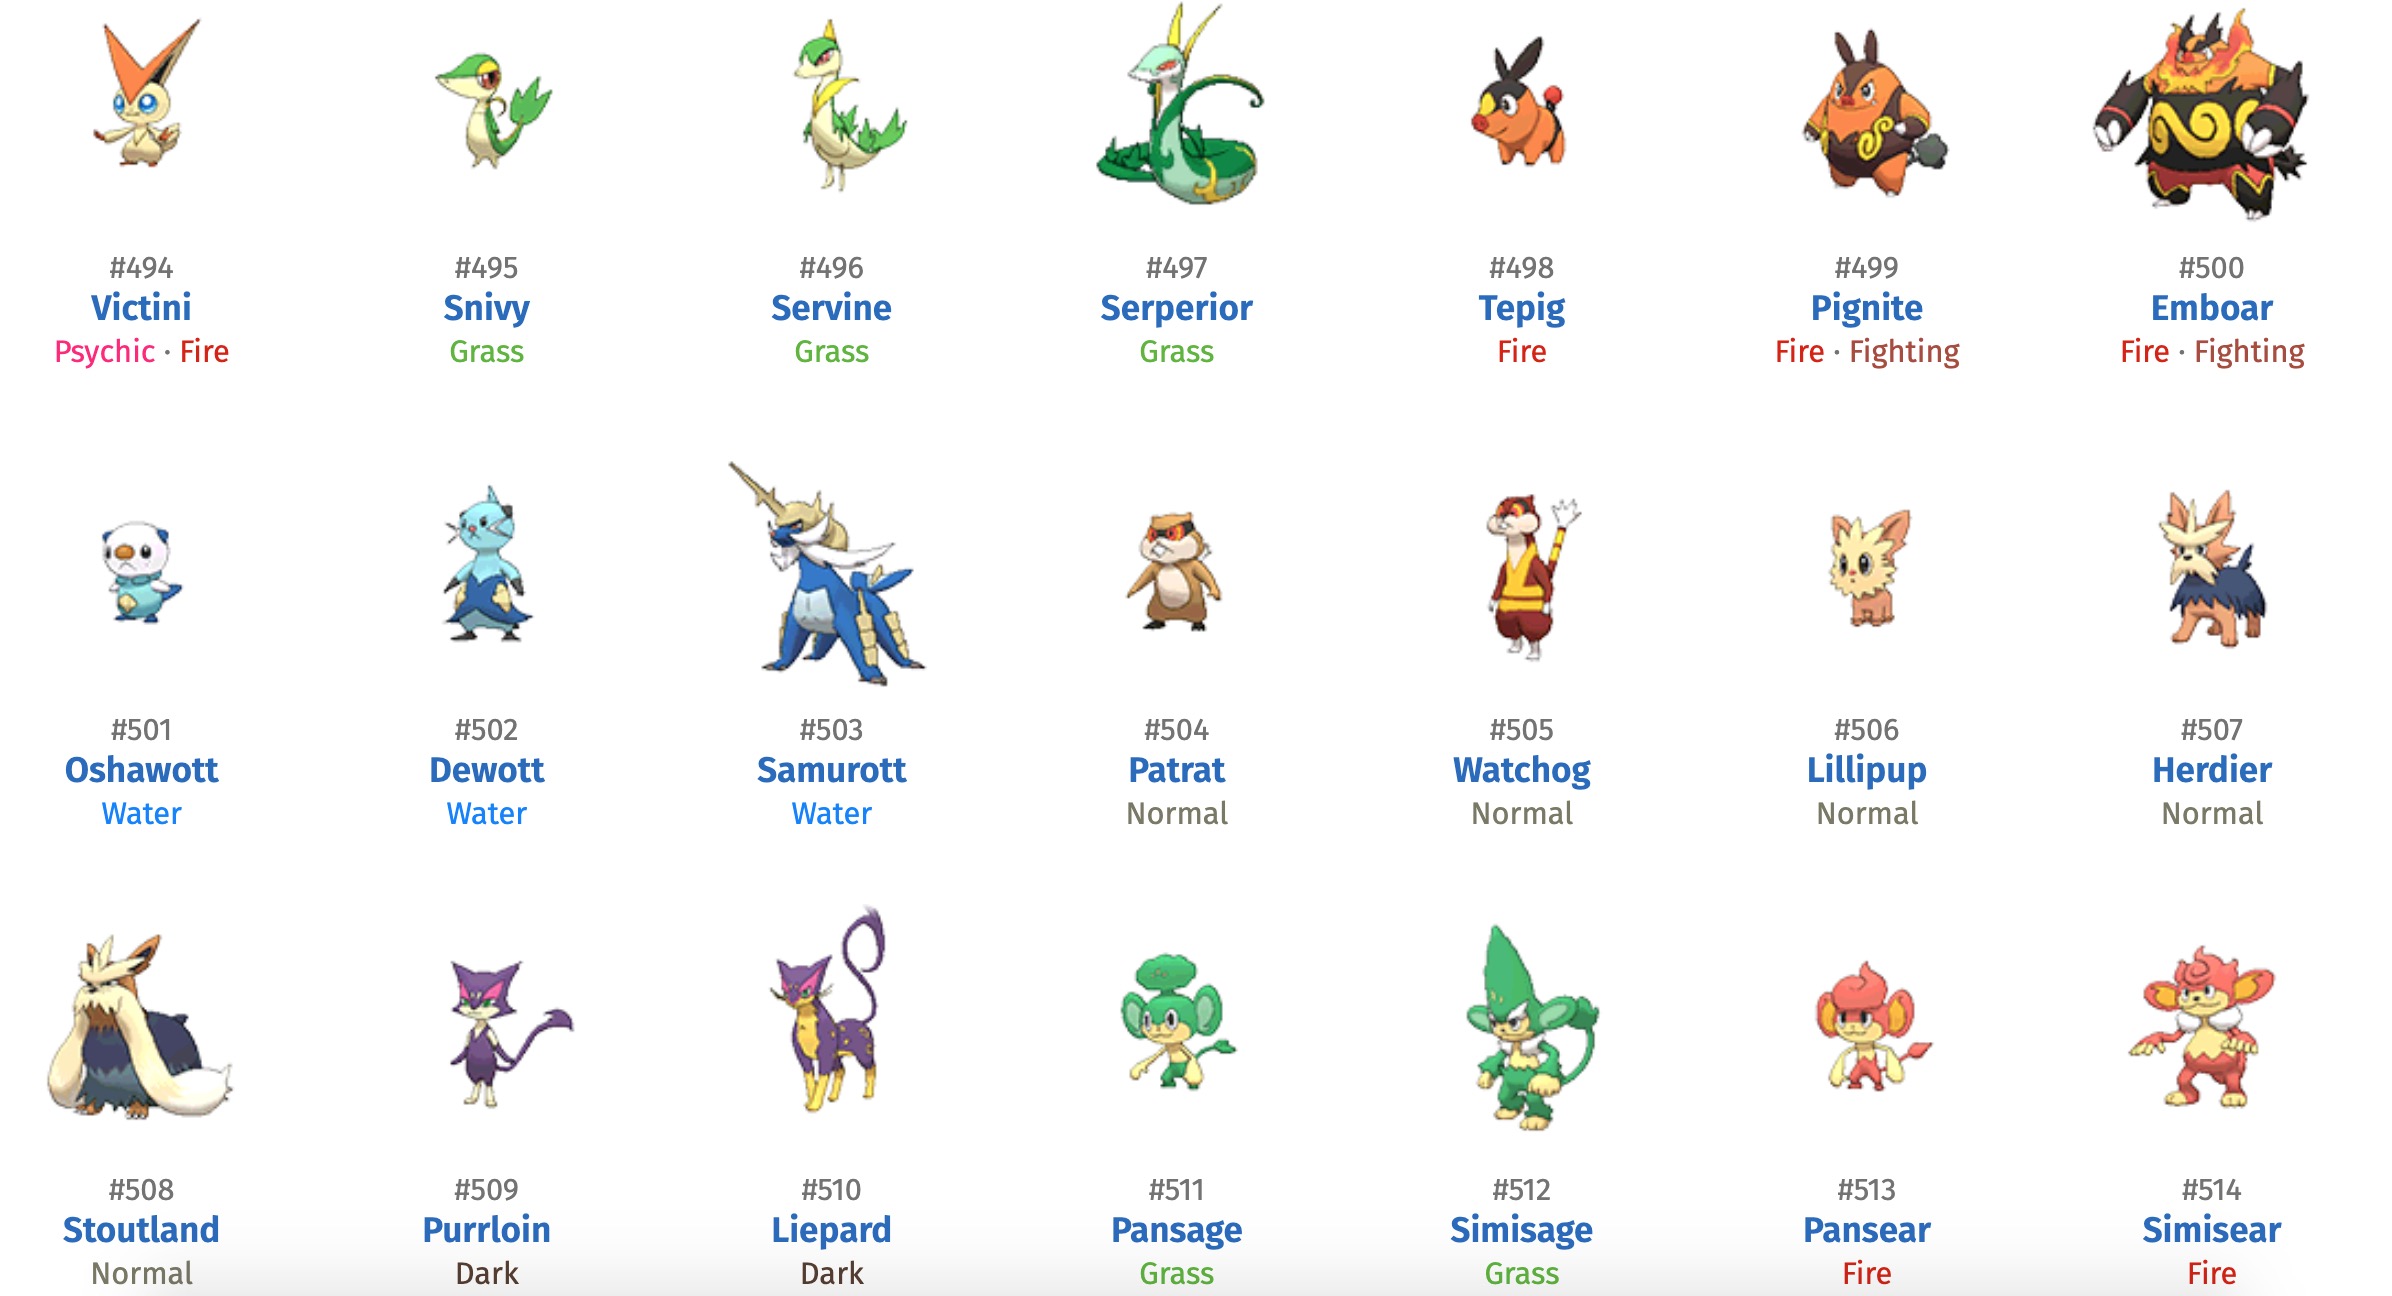 #494 #495 #496 #497 #498 #499 #500
Victini Snivy Servine Serperior Tepig Pignite Emboar
Psychic · Fire Grass Grass Grass Fire Fire · Fighting Fire · Fighting
#501 #502 #503 #504 #505 #506 #507
Oshawott Dewott Samurott Patrat Watchog Lillipup Herdier
Water Water Water Normal Normal Normal Normal
#508 #509 #510 #511 #512 #513 #514
Stoutland Purrloin Liepard Pansage Simisage Pansear Simisear
Normal Dark Dark Grass Grass Fire Fire